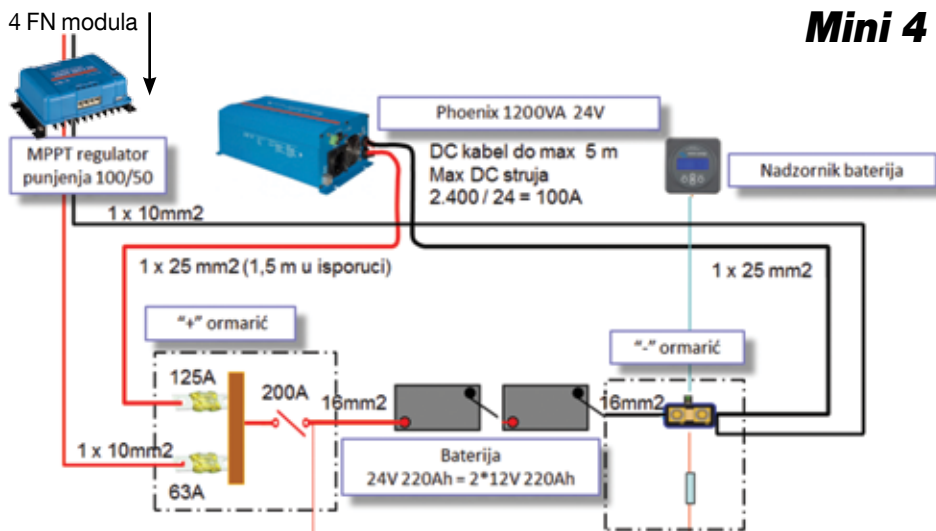 4 FN modula
Mini 4
MPPT regulator
punjenja 100/50
Phoenix 1200VA 24V
DC kabel do max 5 m
Max DC struja
2.400 / 24 = 100A
Nadzornik baterija
1 x 10mm2
1 x 25 mm2 (1,5 m u isporuci)
1 x 25 mm2
"+" ormarić
"-" ormarić
125A
200A
16mm2
16mm2
1 x 10mm2
63A
Baterija
24V 220Ah = 2*12V 220Ah